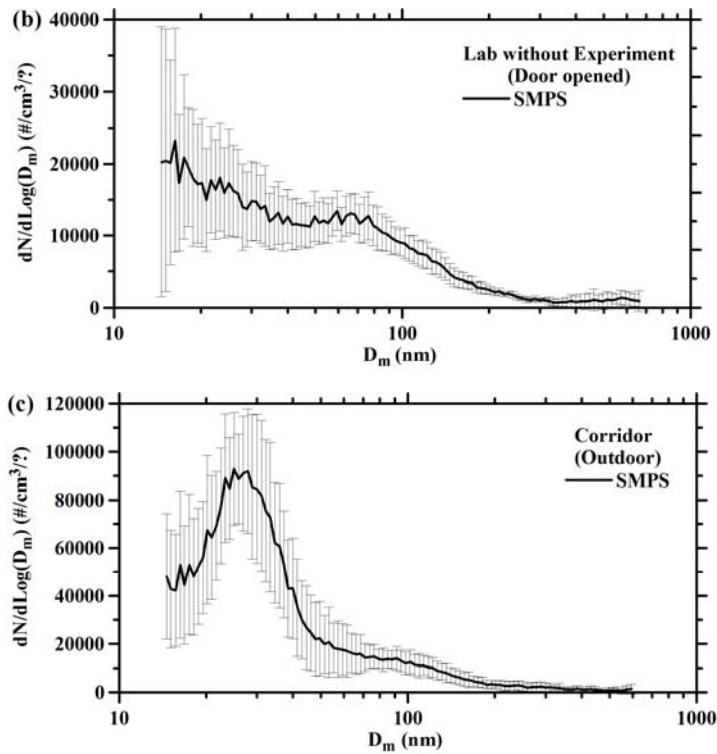 (b)
40000
30000
20000
10000
0
dN/dLog(Dm) (#/cm³/?)
Lab without Experiment
(Door opened)
SMPS
10 100 1000
Dm (nm)
(c)
120000
100000
80000
60000
40000
20000
0
dN/dLog(Dm) (#/cm³/?)
Corridor
(Outdoor)
SMPS
10 100 1000
Dm (nm)